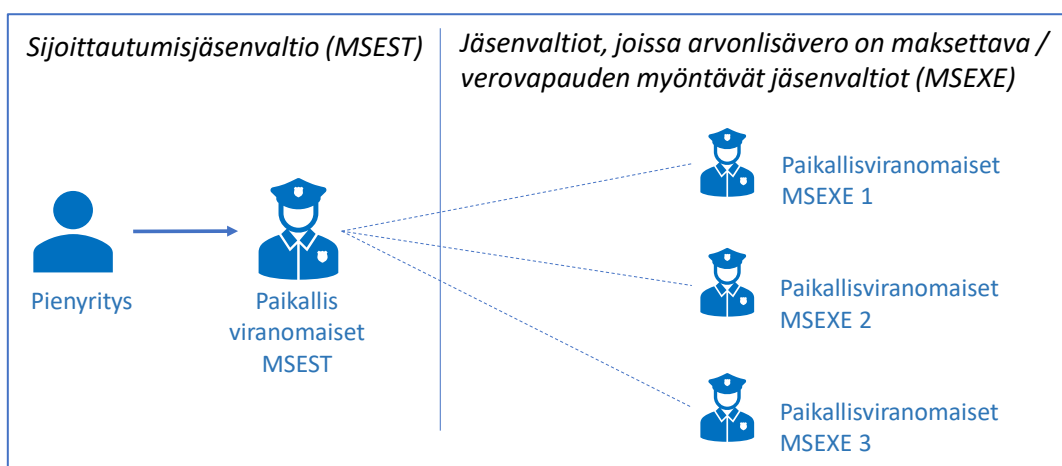 Sijoittautumisjäsenvaltio (MSEST)
Jäsenvaltiot, joissa arvonlisävero on maksettava /
verovapauden myöntävät jäsenvaltiot (MSEXE)
Pienyritys
Paikallis
viranomaiset
MSEST
Paikallisviranomaiset
MSEXE 1
Paikallisviranomaiset
MSEXE 2
Paikallisviranomaiset
MSEXE 3